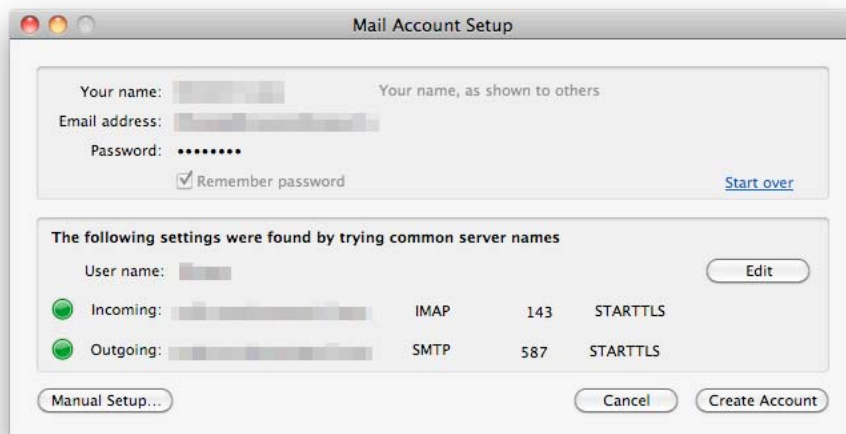 Mail Account Setup
Your name: Your name, as shown to others
Email address:
Password: ••••••••
Remember password
Start over
The following settings were found by trying common server names
User name:
Edit
Incoming: IMAP 143 STARTTLS
Outgoing: SMTP 587 STARTTLS
Manual Setup... Cancel Create Account